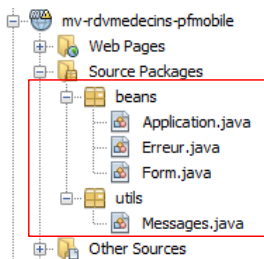 mv-rdvmedecins-pfmobile
Web Pages
Source Packages
beans
Application.java
Erreur.java
Form.java
utils
Messages.java
Other Sources